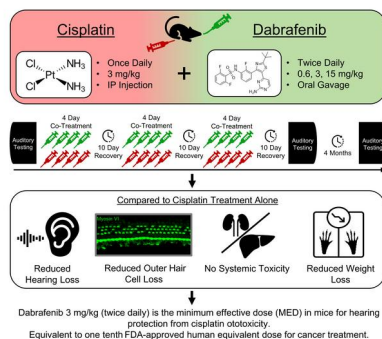 Cisplatin
Dabrafenib
Cl
NH3
Pt
Cl
NH3
• Once Daily
• 3 mg/kg
• IP Injection
+
• Twice Daily
• 0.6, 3, 15 mg/kg
• Oral Gavage
Auditory Testing
4 Day Co-Treatment
10 Day Recovery
4 Day Co-Treatment
10 Day Recovery
4 Day Co-Treatment
10 Day Recovery
Auditory Testing
4 Months
Auditory Testing
Compared to Cisplatin Treatment Alone
Reduced Hearing Loss
Reduced Outer Hair Cell Loss
No Systemic Toxicity
Reduced Weight Loss
Dabrafenib 3 mg/kg (twice daily) is the minimum effective dose (MED) in mice for hearing
protection from cisplatin ototoxicity.
Equivalent to one tenth FDA-approved human equivalent dose for cancer treatment.